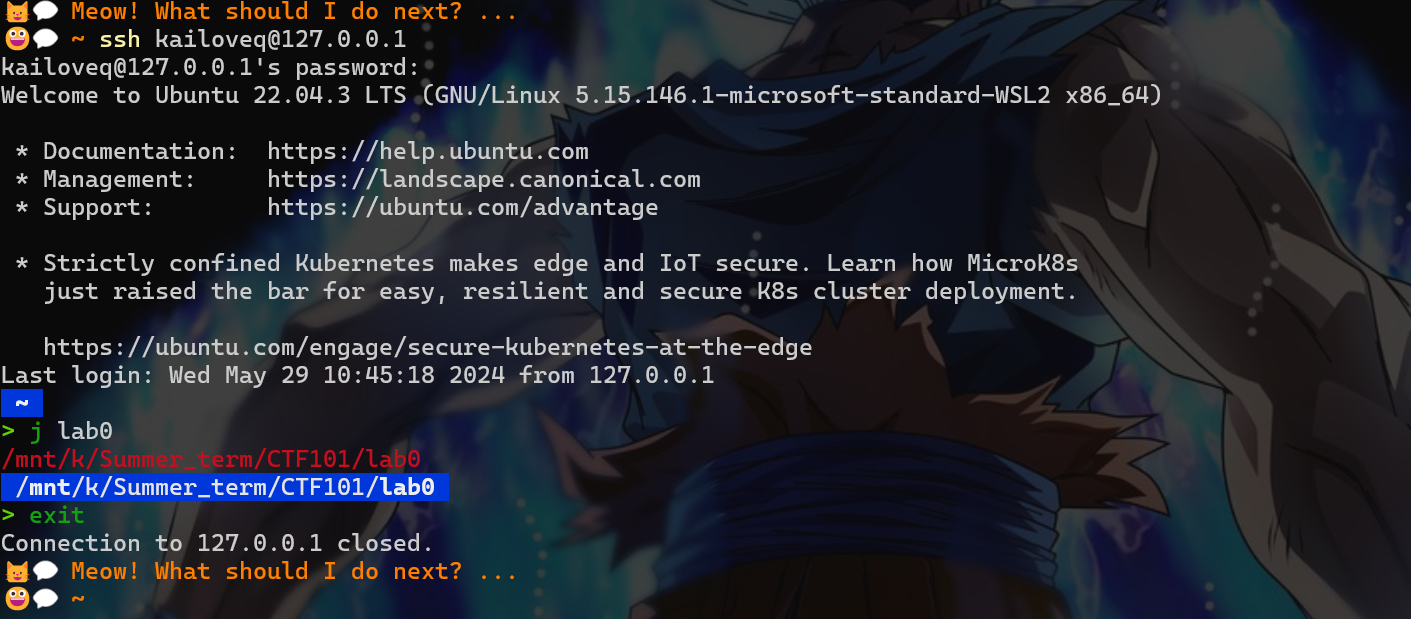 🐱💬 Meow! What should I do next? ...
😀💬 ~ ssh kailoveq@127.0.0.1
kailoveq@127.0.0.1's password:
Welcome to Ubuntu 22.04.3 LTS (GNU/Linux 5.15.146.1-microsoft-standard-WSL2 x86_64)
* Documentation:  https://help.ubuntu.com
* Management:     https://landscape.canonical.com
* Support:        https://ubuntu.com/advantage
* Strictly confined Kubernetes makes edge and IoT secure. Learn how MicroK8s
just raised the bar for easy, resilient and secure K8s cluster deployment.
https://ubuntu.com/engage/secure-kubernetes-at-the-edge
Last login: Wed May 29 10:45:18 2024 from 127.0.0.1
~
> j lab0
/mnt/k/Summer_term/CTF101/lab0
/mnt/k/Summer_term/CTF101/lab0
> exit
Connection to 127.0.0.1 closed.
🐱💬 Meow! What should I do next? ...
😀💬 ~